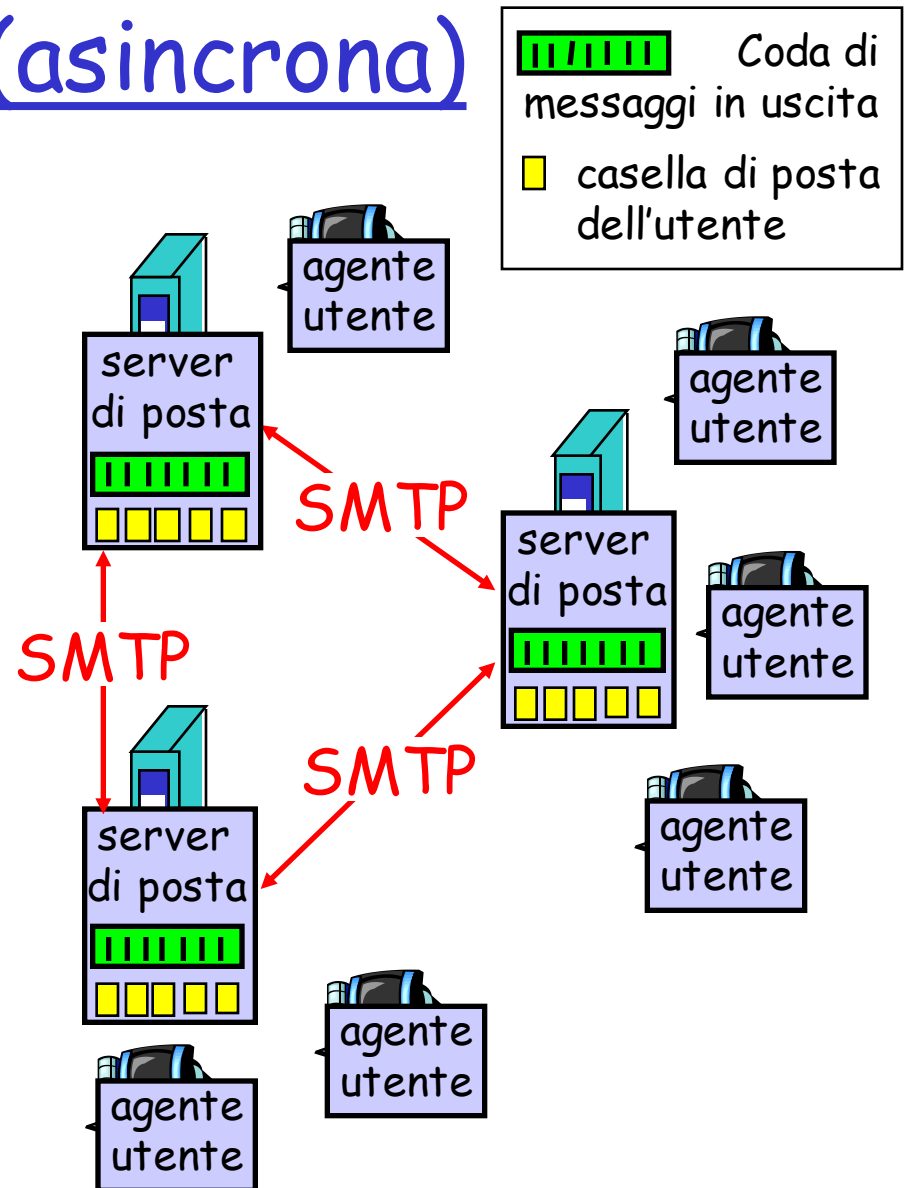 (asincrona)
Coda di
messaggi in uscita
casella di posta
dell'utente
agente
utente
server
di posta
agente
utente
SMTP
server
di posta
agente
utente
SMTP
SMTP
agente
utente
server
di posta
agente
utente
agente
utente